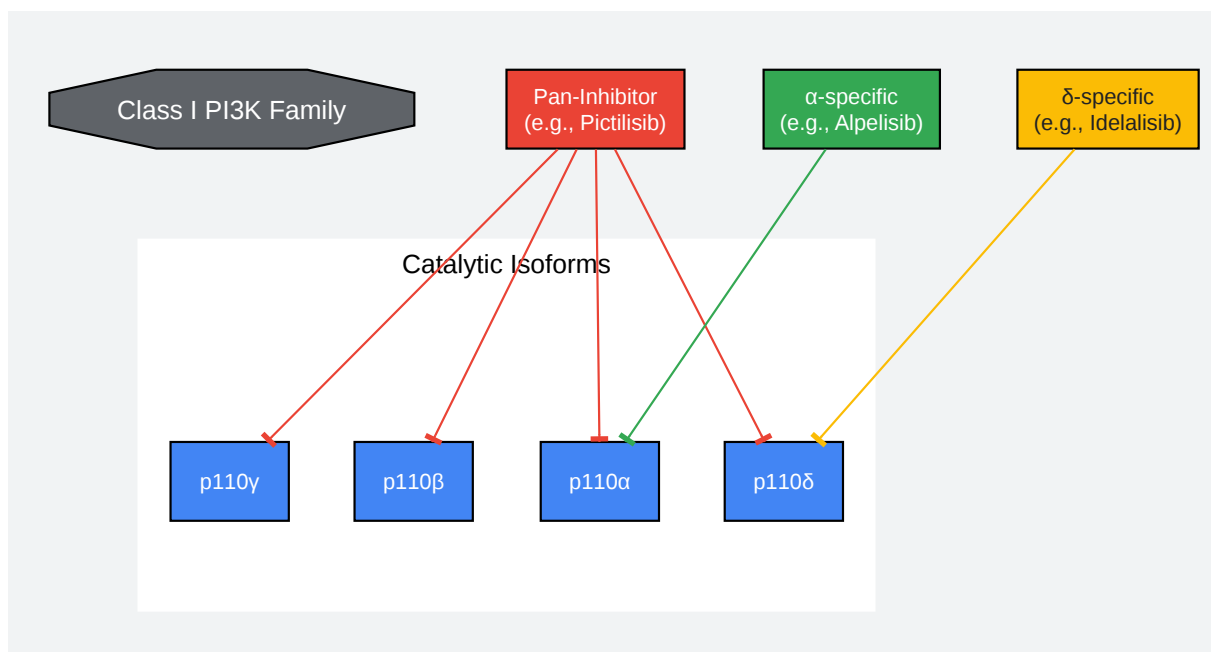 Class I PI3K Family
Pan-Inhibitor
(e.g., Pictilisib)
α-specific
(e.g., Alpelisib)
δ-specific
(e.g., Idelalisib)
Catalytic Isoforms
p110γ
p110β
p110α
p110δ